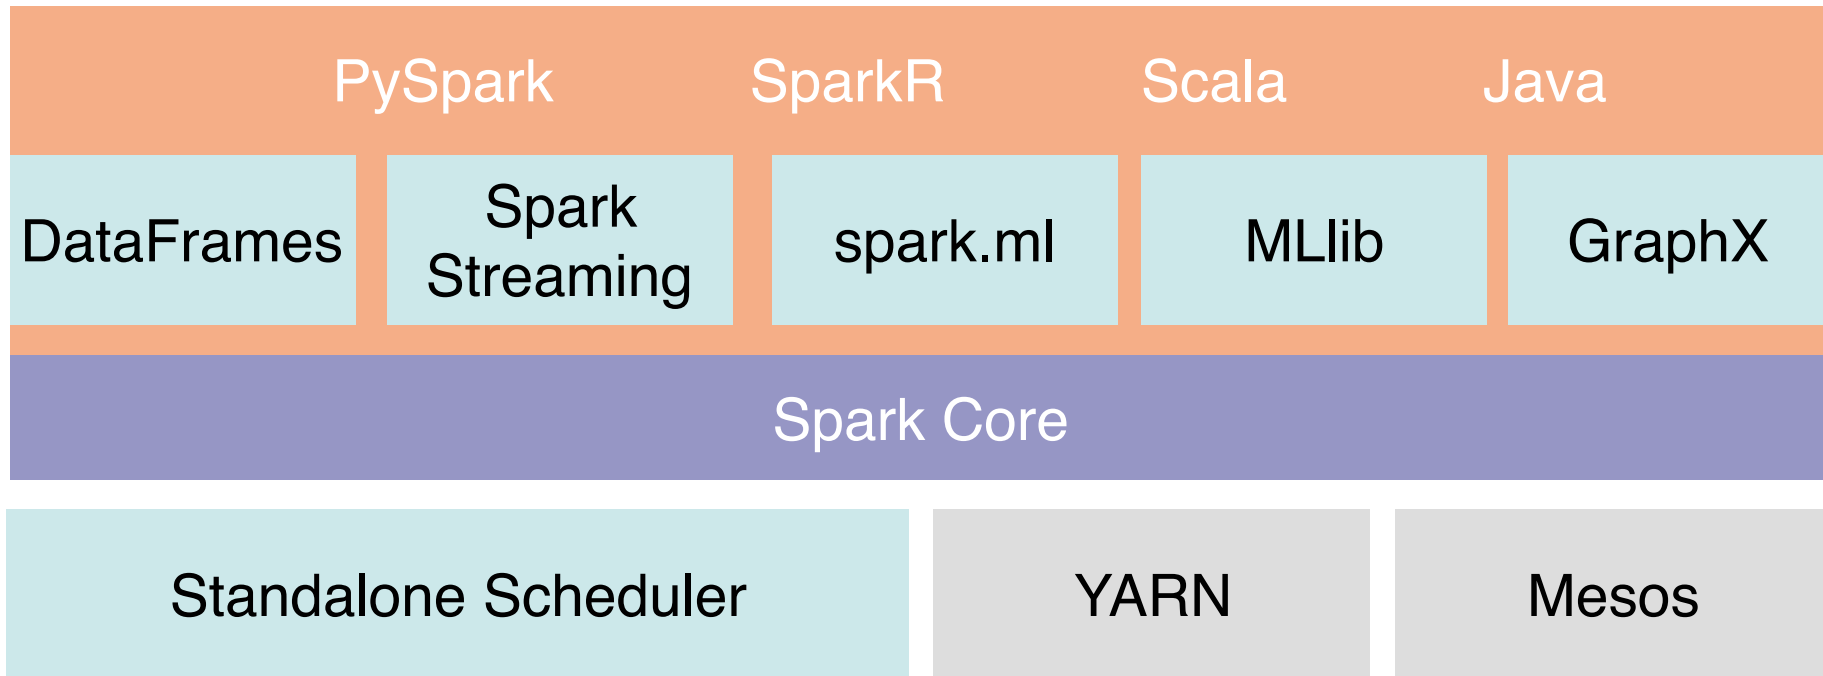 PySpark SparkR Scala Java
DataFrames
Spark
Streaming
spark.ml
MLlib
GraphX
Spark Core
Standalone Scheduler
YARN
Mesos